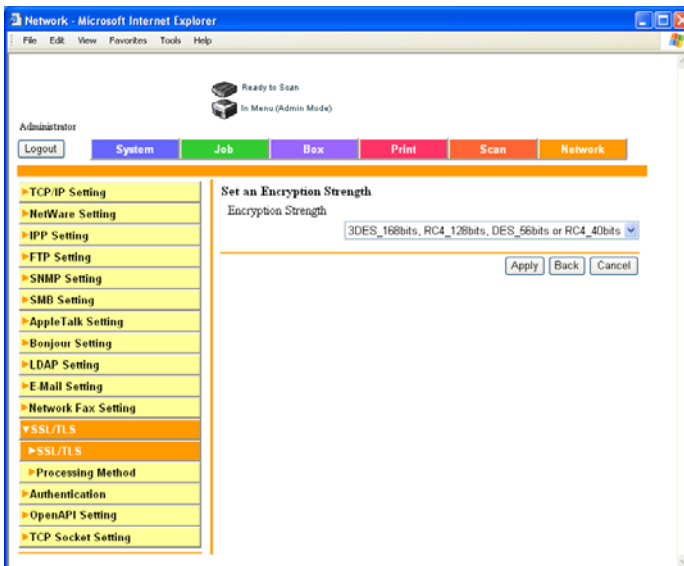 Network - Microsoft Internet Explorer
File Edit View Favorites Tools Help
Ready to Scan
In Menu (Admin Mode)
Administrator
Logout System Job Box Print Scan Network
TCP/IP Setting
NetWare Setting
IPP Setting
FTP Setting
SNMP Setting
SMB Setting
AppleTalk Setting
Bonjour Setting
LDAP Setting
E-Mail Setting
Network Fax Setting
SSL/TLS
SSL/TLS
Processing Method
Authentication
OpenAPI Setting
TCP Socket Setting
Set an Encryption Strength
Encryption Strength
3DES_168bits, RC4_128bits, DES_56bits or RC4_40bits
Apply Back Cancel